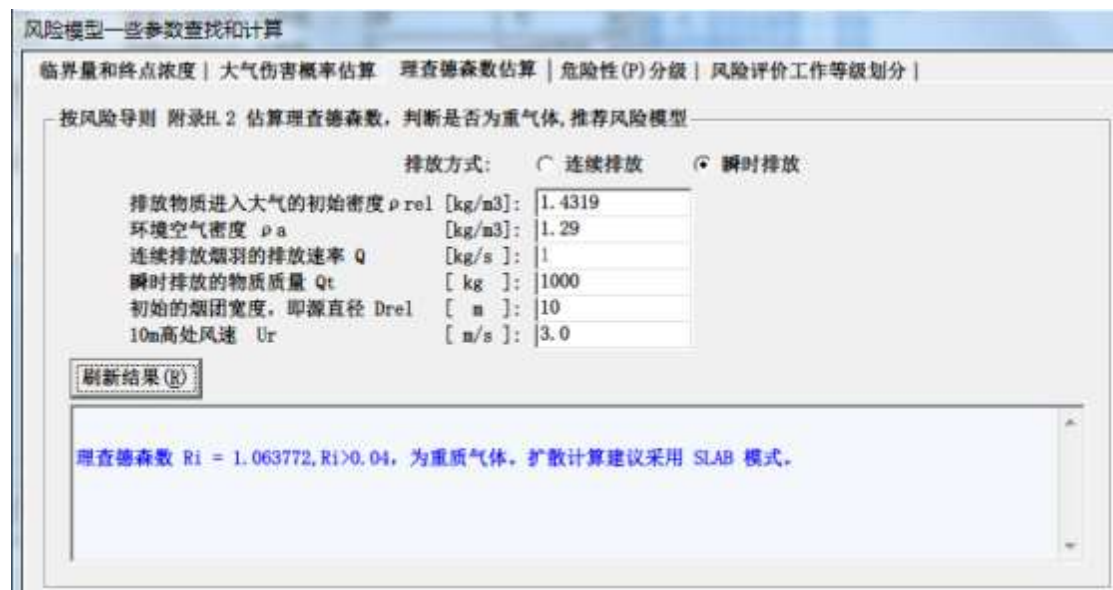 风险模型一些参数查找和计算
临界量和终点浓度 | 大气伤害概率估算 理查德森数估算 | 危险性(P)分级 | 风险评价工作等级划分 |
按风险导则 附录H.2 估算理查德森数，判断是否为重气体,推荐风险模型
排放方式: 连续排放 瞬时排放
排放物质进入大气的初始密度ρrel [kg/m3]: 1.4319
环境空气密度 ρa [kg/m3]: 1.29
连续排放烟羽的排放速率 Q [kg/s ]: 1
瞬时排放的物质质量 Qt [ kg ]: 1000
初始的烟团宽度，即源直径 Drel [ m ]: 10
10m高处风速 Ur [ m/s ]: 3.0
刷新结果(R)
理查德森数 Ri = 1.063772,Ri>0.04，为重质气体。扩散计算建议采用 SLAB 模式。